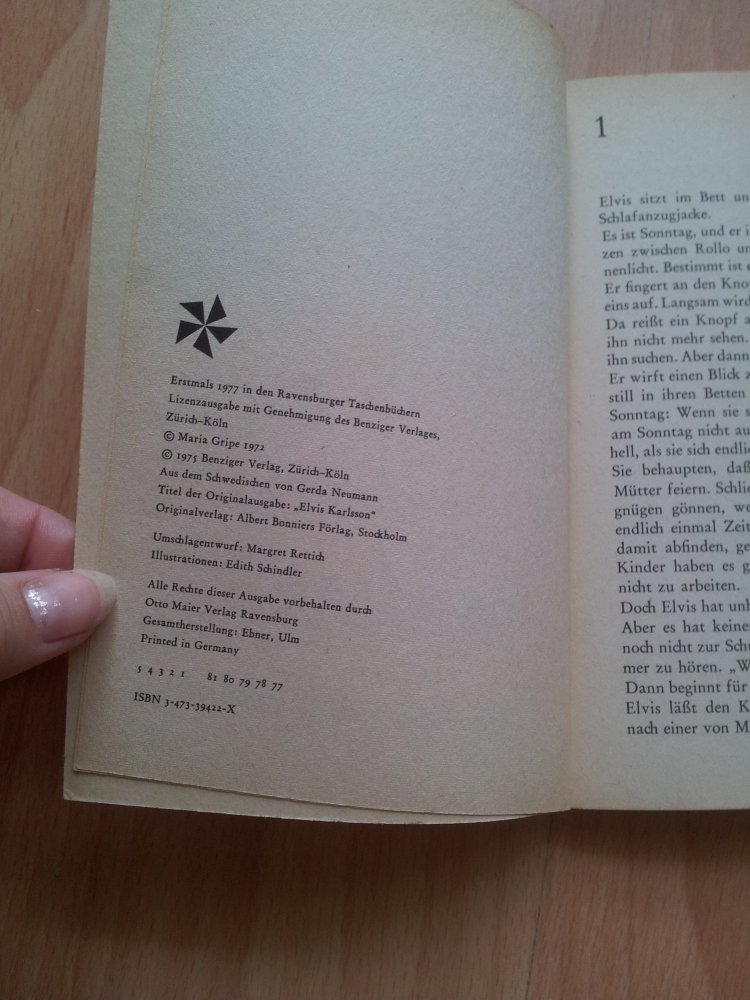 Erstmals 1977 in den Ravensburger Taschenbüchern
Lizenzausgabe mit Genehmigung des Benziger Verlages,
Zürich–Köln
© Maria Gripe 1972
© 1975 Benziger Verlag, Zürich–Köln
Aus dem Schwedischen von Gerda Neumann
Titel der Originalausgabe: „Elvis Karlsson“
Originalverlag: Albert Bonniers Förlag, Stockholm
Umschlagentwurf: Margret Rettich
Illustrationen: Edith Schindler
Alle Rechte dieser Ausgabe vorbehalten durch
Otto Maier Verlag Ravensburg
Gesamtherstellung: Ebner, Ulm
Printed in Germany
5 4 3 2 1 81 80 79 78 77
ISBN 3-473-39422-X
1
Elvis sitzt im Bett
Schlafanzugjacke.
Es ist Sonntag, und er
zen zwischen Rollo
nenlicht. Bestimmt ist
Er fingert an den
eins auf. Langsam wird
Da reißt ein Knopf
ihn nicht mehr sehen.
ihn suchen. Aber dann
Er wirft einen Blick
still in ihren Betten
Sonntag: Wenn sie
am Sonntag nicht
hell, als sie sich
Sie behaupten,
Mütter feiern.
gnügen gönnen,
endlich einmal
damit abfinden,
Kinder haben es
nicht zu arbeiten.
Doch Elvis hat
Aber es hat
noch nicht zur
mer zu hören.
Dann beginnt für
Elvis läßt den
nach einer von